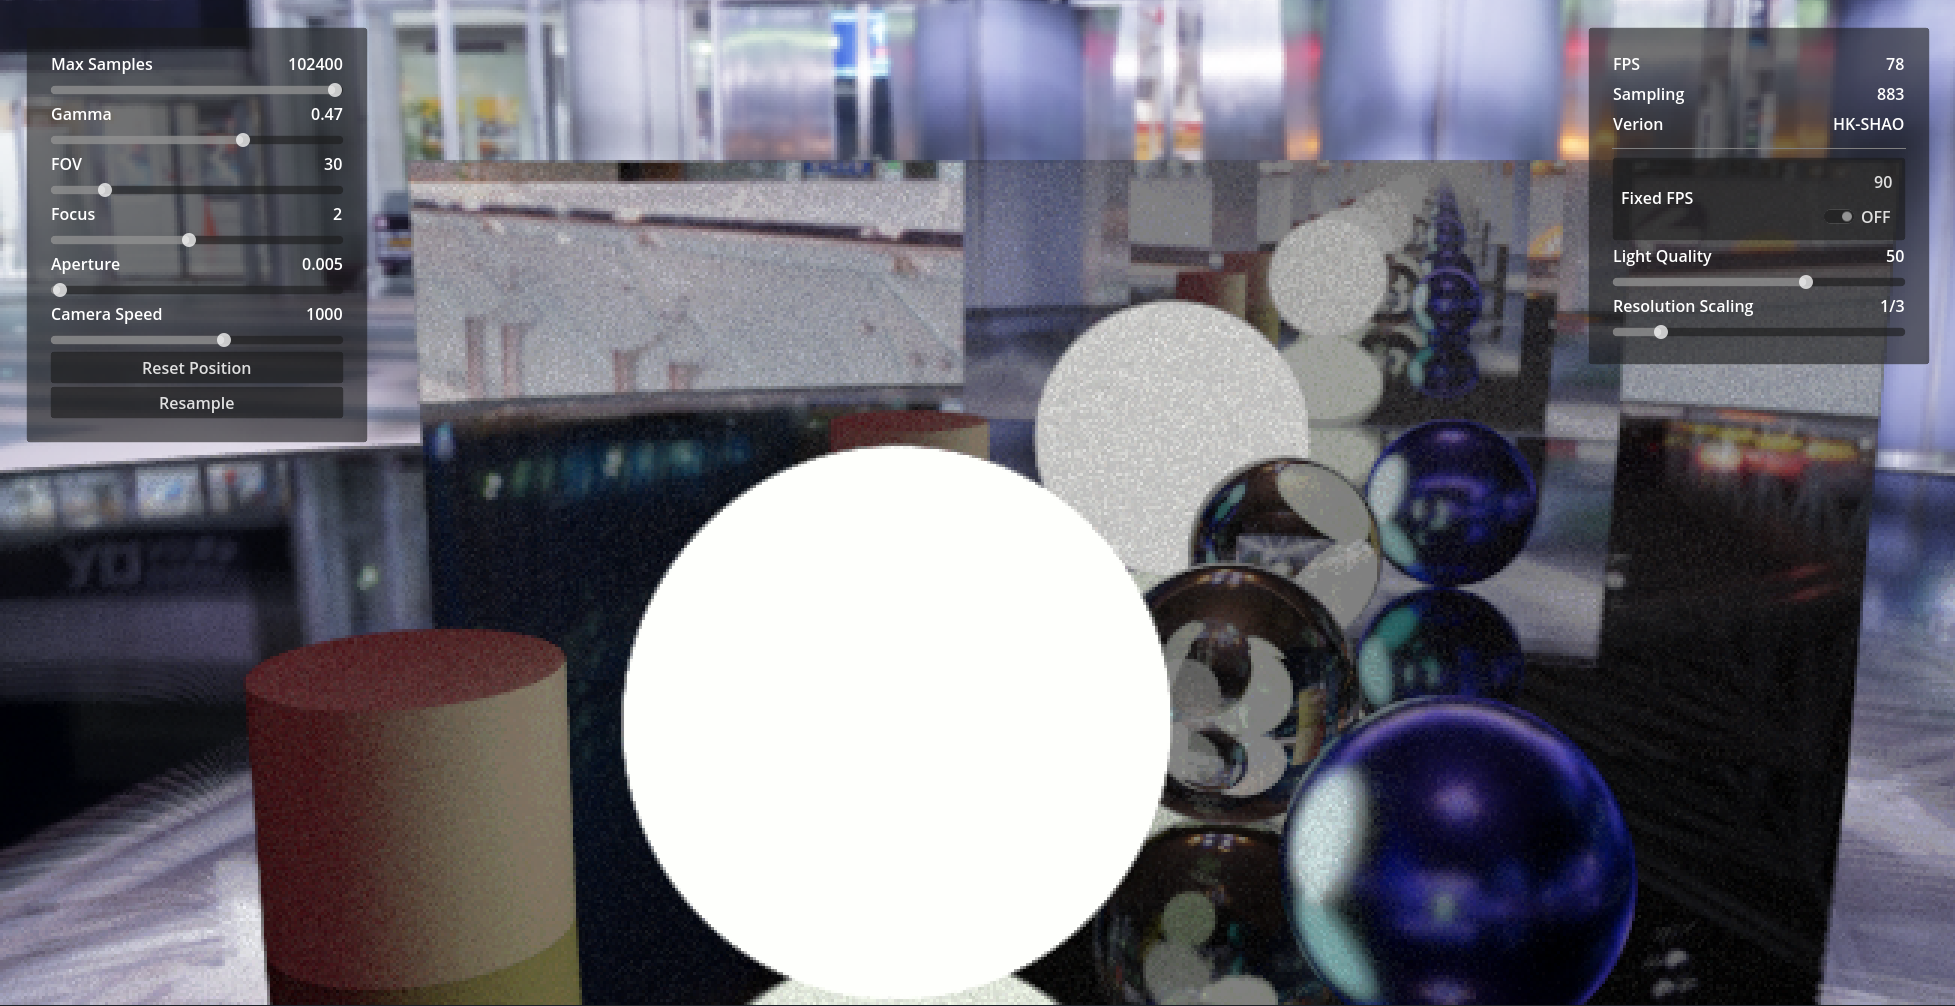 Max Samples 102400
Gamma 0.47
FOV 30
Focus 2
Aperture 0.005
Camera Speed 1000
Reset Position
Resample
FPS 78
Sampling 883
Verion HK-SHAO
90
Fixed FPS
OFF
Light Quality 50
Resolution Scaling 1/3